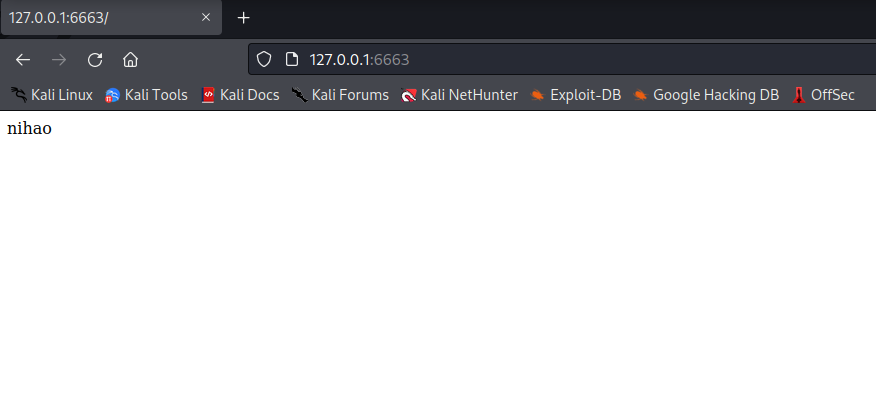 127.0.0.1:6663/
127.0.0.1:6663
Kali Linux Kali Tools Kali Docs Kali Forums Kali NetHunter Exploit-DB Google Hacking DB OffSec
nihao